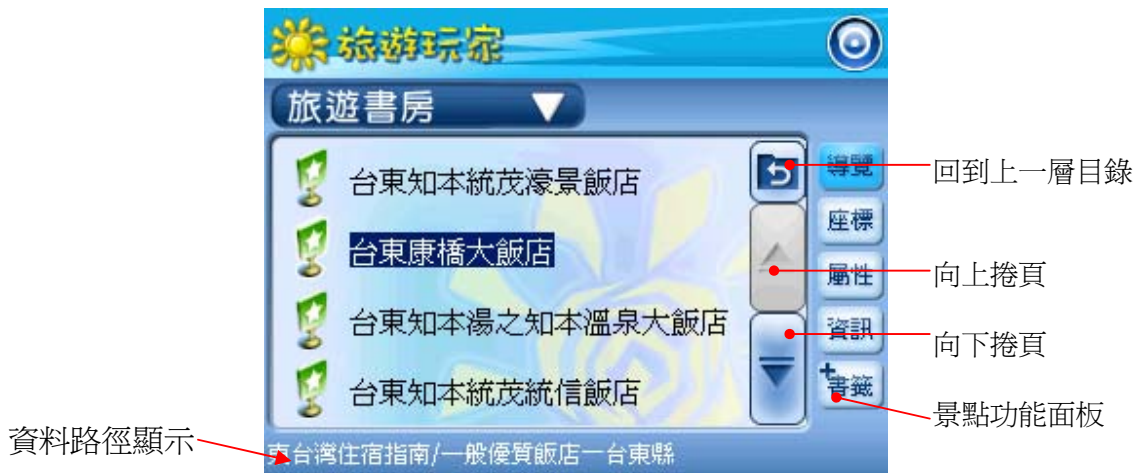 旅遊玩家
旅遊書房
台東知本統茂濠景飯店
台東康橋大飯店
台東知本湯之知本溫泉大飯店
台東知本統茂統信飯店
東台灣住宿指南/一般優質飯店一台東縣
導覽
座標
屬性
資訊
書籤
回到上一層目錄
向上捲頁
向下捲頁
景點功能面板
資料路徑顯示